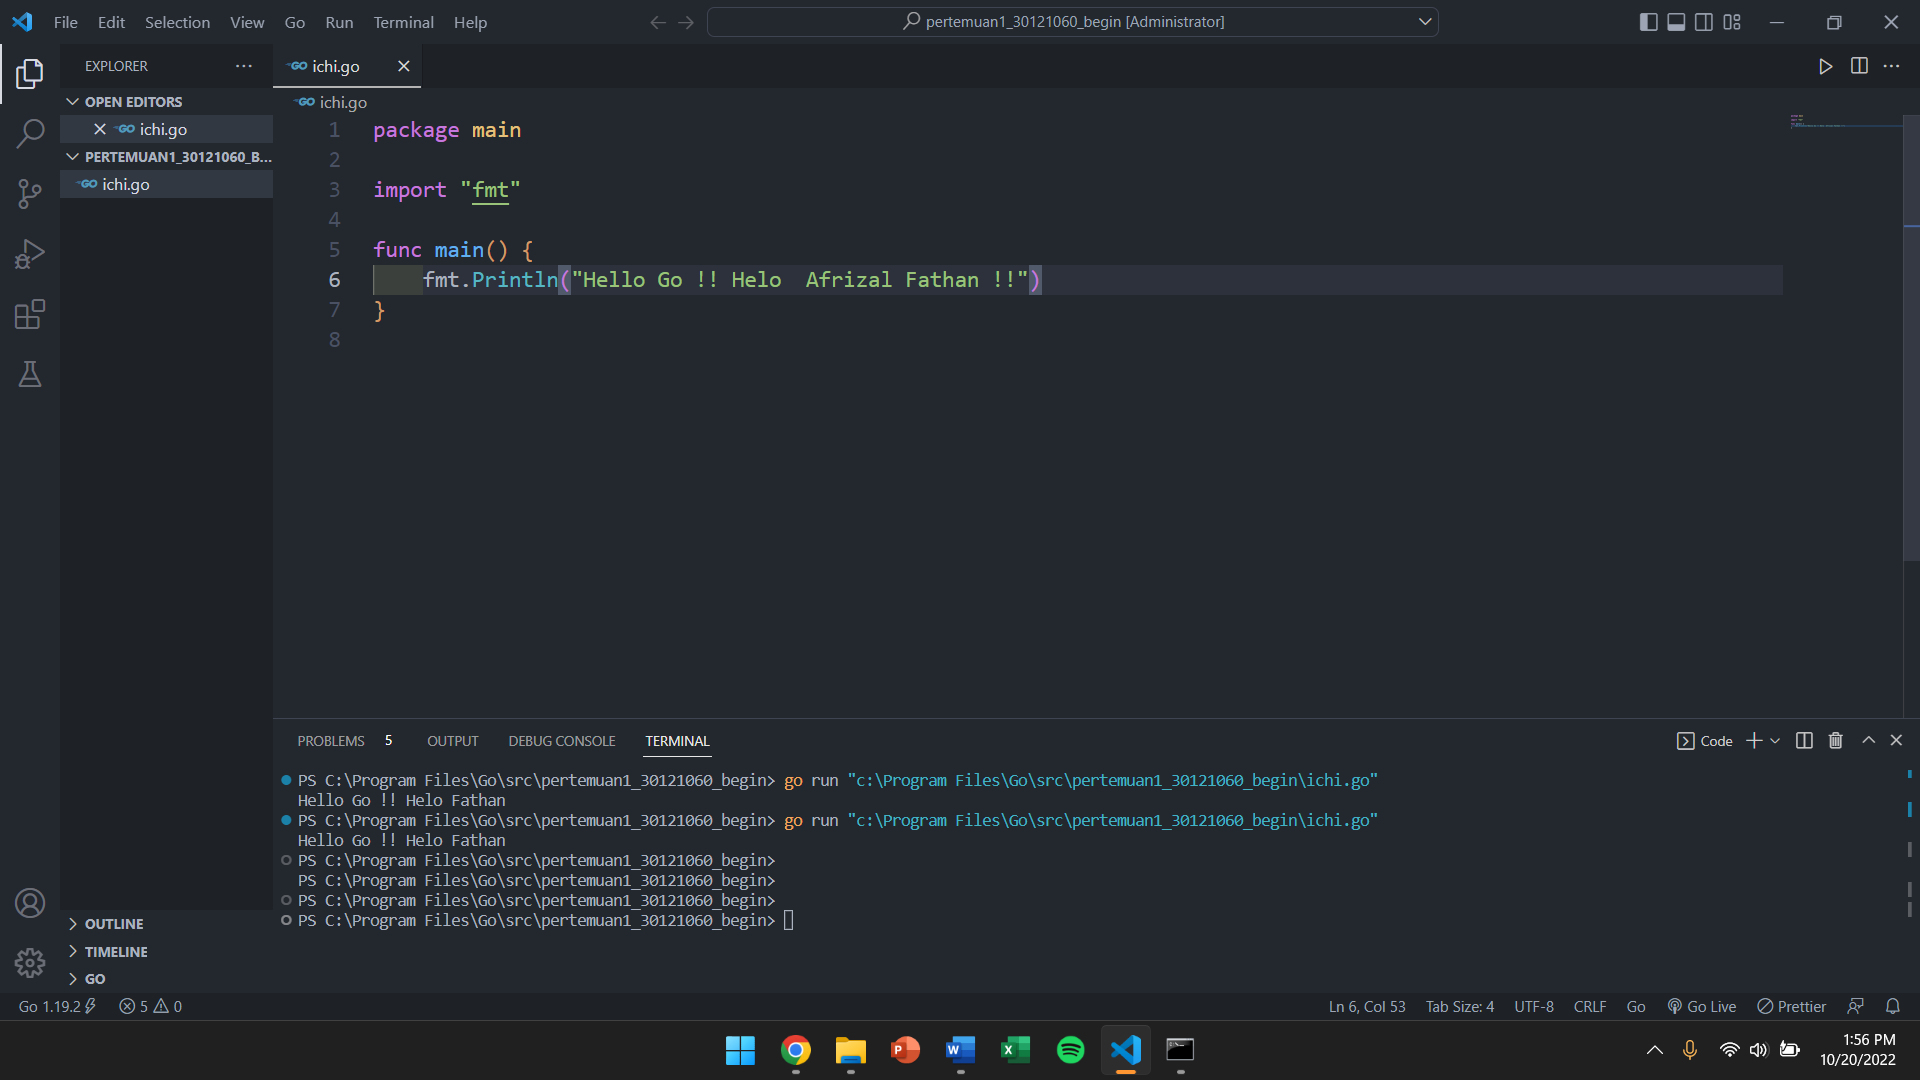 File Edit Selection View Go Run Terminal Help
pertemuan1_30121060_begin [Administrator]
EXPLORER
OPEN EDITORS
GO ichi.go
PERTEMUAN1_30121060_B...
GO ichi.go
OUTLINE
TIMELINE
GO
GO ichi.go
GO ichi.go
1 package main
2
3 import "fmt"
4
5 func main() {
6 fmt.Println("Hello Go !! Helo  Afrizal Fathan !!")
7 }
8
PROBLEMS 5 OUTPUT DEBUG CONSOLE TERMINAL
Code
PS C:\Program Files\Go\src\pertemuan1_30121060_begin> go run "c:\Program Files\Go\src\pertemuan1_30121060_begin\ichi.go"
Hello Go !! Helo Fathan
PS C:\Program Files\Go\src\pertemuan1_30121060_begin> go run "c:\Program Files\Go\src\pertemuan1_30121060_begin\ichi.go"
Hello Go !! Helo Fathan
PS C:\Program Files\Go\src\pertemuan1_30121060_begin>
PS C:\Program Files\Go\src\pertemuan1_30121060_begin>
PS C:\Program Files\Go\src\pertemuan1_30121060_begin>
PS C:\Program Files\Go\src\pertemuan1_30121060_begin>
Go 1.19.2 5 0 Ln 6, Col 53 Tab Size: 4 UTF-8 CRLF Go Go Live Prettier
P W X
1:56 PM
10/20/2022